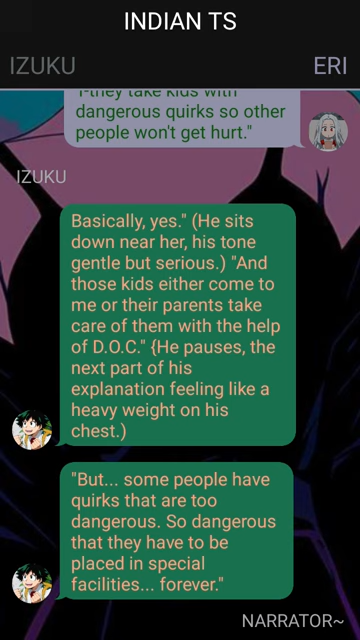 INDIAN TS
IZUKU
ERI
dangerous quirks so other
people won't get hurt."
IZUKU
Basically, yes." (He sits
down near her, his tone
gentle but serious.) "And
those kids either come to
me or their parents take
care of them with the help
of D.O.C." {He pauses, the
next part of his
explanation feeling like a
heavy weight on his
chest.)
"But... some people have
quirks that are too
dangerous. So dangerous
that they have to be
placed in special
facilities... forever."
NARRATOR~